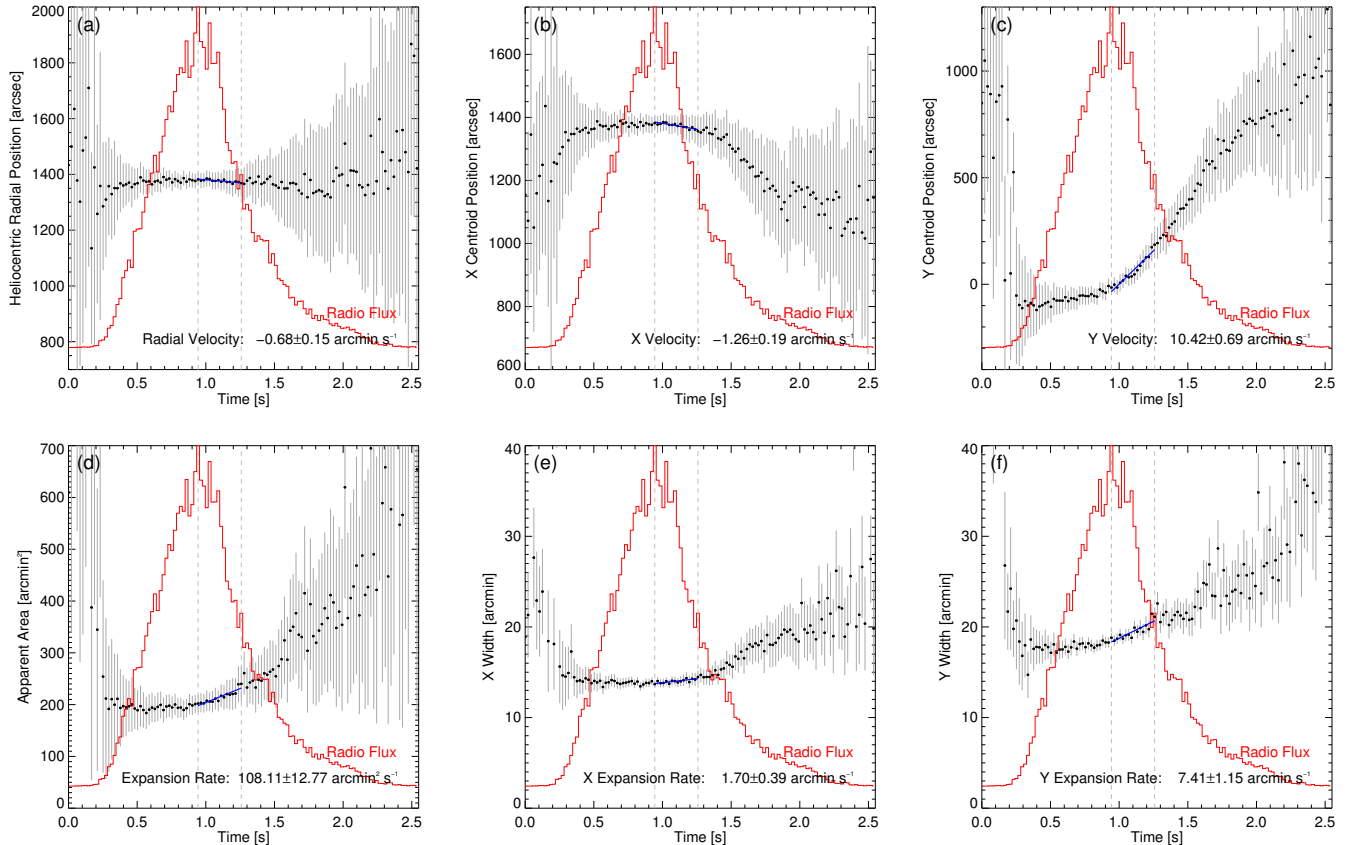 (a)
2000
1800
1600
1400
1200
1000
800
Heliocentric Radial Position [arcsec]
Radio Flux
Radial Velocity: −0.68±0.15 arcmin s⁻¹
0.0 0.5 1.0 1.5 2.0 2.5
Time [s]
(b)
1600
1400
1200
1000
800
600
X Centroid Position [arcsec]
Radio Flux
X Velocity: −1.26±0.19 arcmin s⁻¹
0.0 0.5 1.0 1.5 2.0 2.5
Time [s]
(c)
1000
500
0
Y Centroid Position [arcsec]
Radio Flux
Y Velocity: 10.42±0.69 arcmin s⁻¹
0.0 0.5 1.0 1.5 2.0 2.5
Time [s]
(d)
700
600
500
400
300
200
100
0
Apparent Area [arcmin²]
Radio Flux
Expansion Rate: 108.11±12.77 arcmin² s⁻¹
0.0 0.5 1.0 1.5 2.0 2.5
Time [s]
(e)
40
30
20
10
0
X Width [arcmin]
Radio Flux
X Expansion Rate: 1.70±0.39 arcmin s⁻¹
0.0 0.5 1.0 1.5 2.0 2.5
Time [s]
(f)
40
30
20
10
0
Y Width [arcmin]
Radio Flux
Y Expansion Rate: 7.41±1.15 arcmin s⁻¹
0.0 0.5 1.0 1.5 2.0 2.5
Time [s]